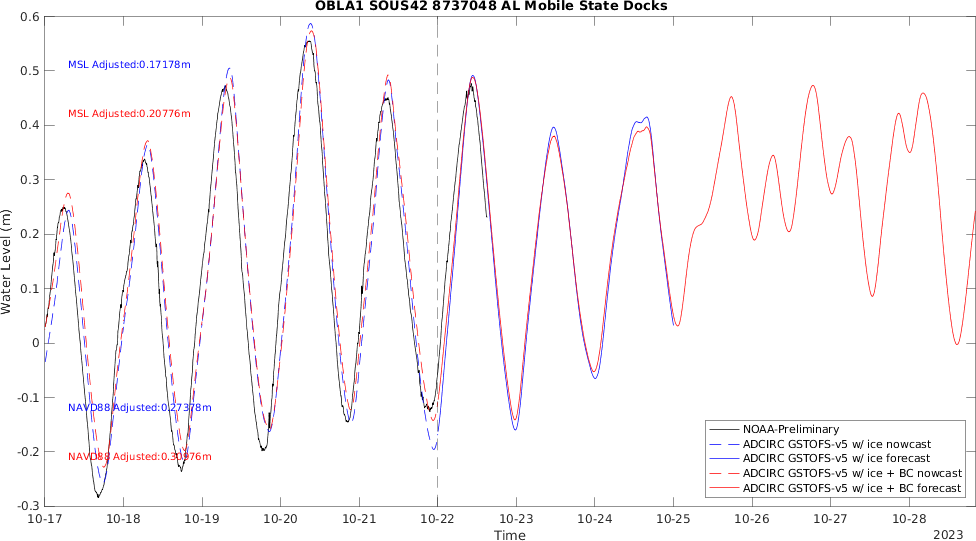 OBLA1 SOUS42 8737048 AL Mobile State Docks
0.6
0.5
0.4
0.3
0.2
0.1
0
-0.1
-0.2
-0.3
Water Level (m)
MSL Adjusted:0.17178m
MSL Adjusted:0.20776m
NAVD88 Adjusted:0.27378m
NAVD88 Adjusted:0.30976m
NOAA-Preliminary
ADCIRC GSTOFS-v5 w/ ice nowcast
ADCIRC GSTOFS-v5 w/ ice forecast
ADCIRC GSTOFS-v5 w/ ice + BC nowcast
ADCIRC GSTOFS-v5 w/ ice + BC forecast
10-17 10-18 10-19 10-20 10-21 10-22 10-23 10-24 10-25 10-26 10-27 10-28
Time
2023